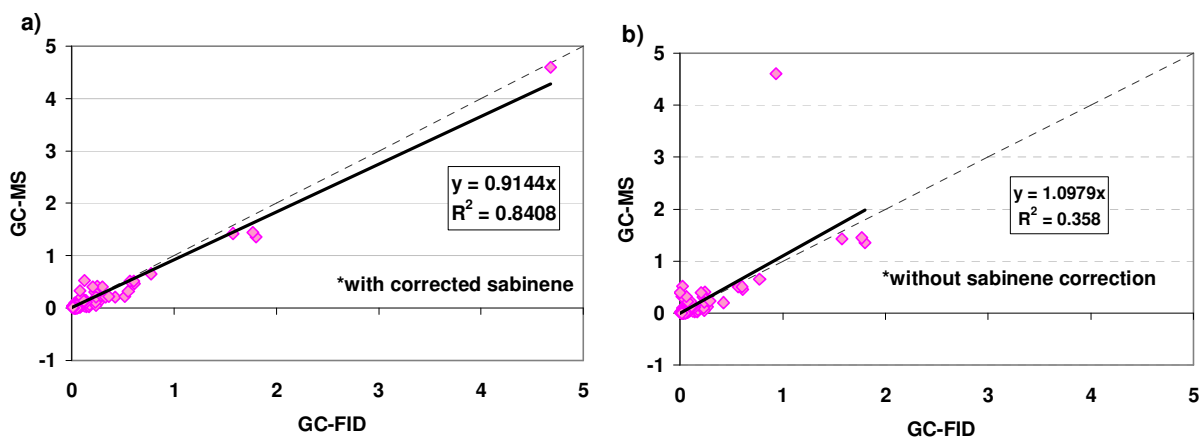 a)
5
4
3
2
1
0
-1
GC-MS
y = 0.9144x
R² = 0.8408
*with corrected sabinene
0 1 2 3 4 5
GC-FID
b)
5
4
3
2
1
0
-1
GC-MS
y = 1.0979x
R² = 0.358
*without sabinene correction
0 1 2 3 4 5
GC-FID